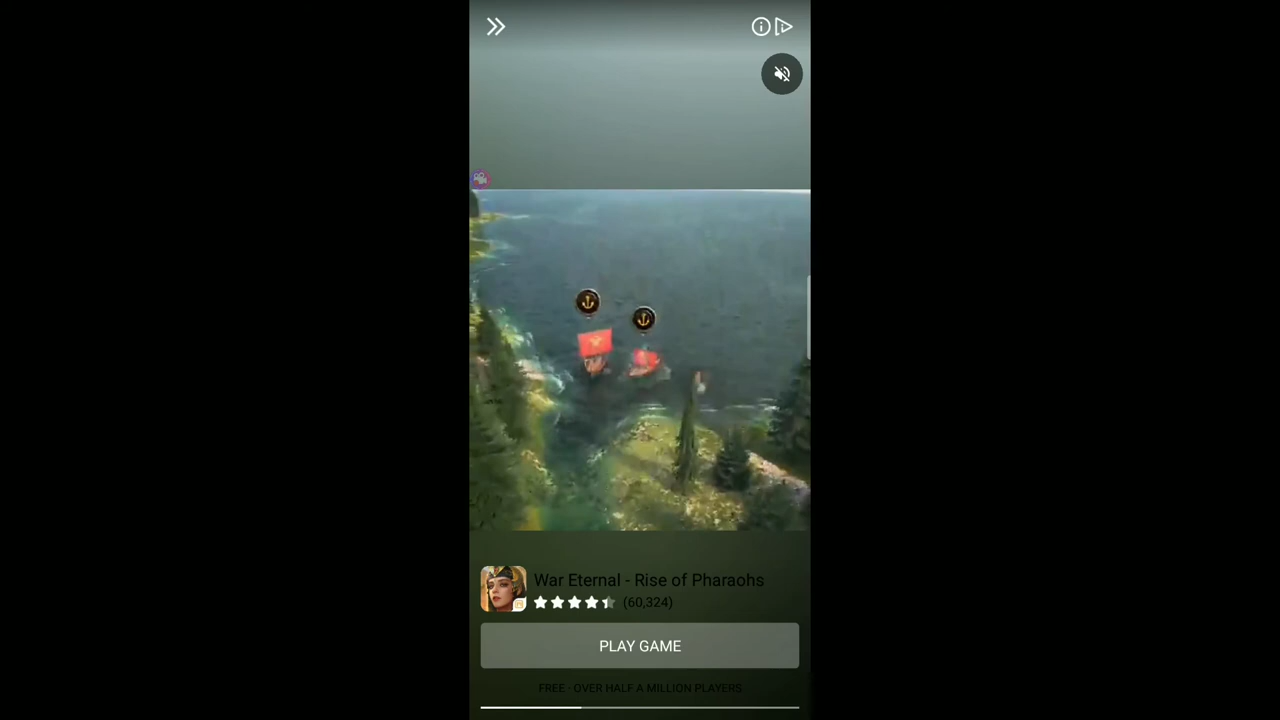 War Eternal - Rise of Pharaohs
(60,324)
PLAY GAME
FREE - OVER HALF A MILLION PLAYERS